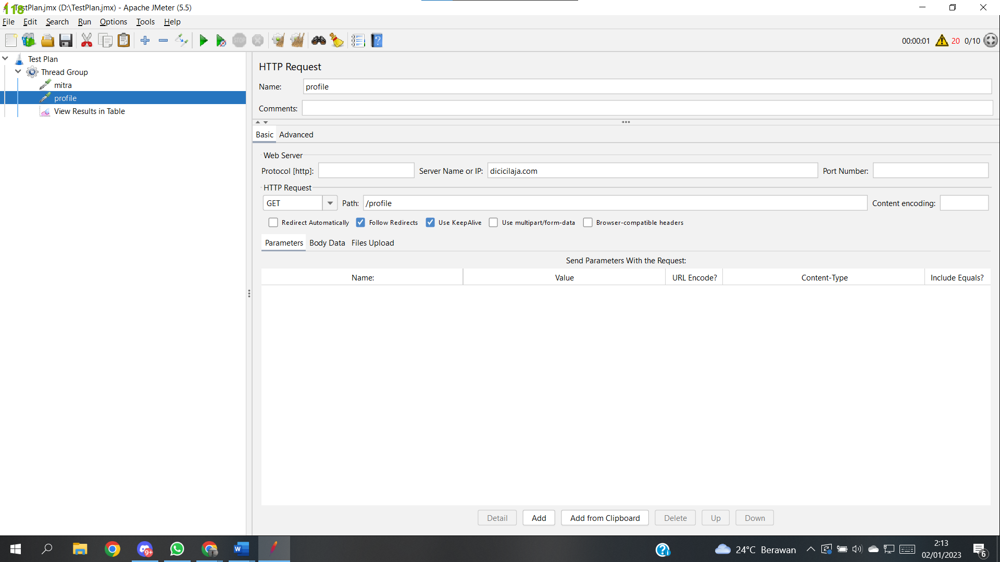 118
TestPlan.jmx (D:\TestPlan.jmx) - Apache JMeter (5.5)
File Edit Search Run Options Tools Help
STOP
00:00:01 20 0/10
Test Plan
Thread Group
mitra
profile
View Results in Table
HTTP Request
Name: profile
Comments:
Basic Advanced
Web Server
Protocol [http]: Server Name or IP: dicicilaja.com Port Number:
HTTP Request
GET Path: /profile Content encoding:
Redirect Automatically Follow Redirects Use KeepAlive Use multipart/form-data Browser-compatible headers
Parameters Body Data Files Upload
Send Parameters With the Request:
Name: Value URL Encode? Content-Type Include Equals?
Detail Add Add from Clipboard Delete Up Down
9+
24°C Berawan
2:13
02/01/2023
6